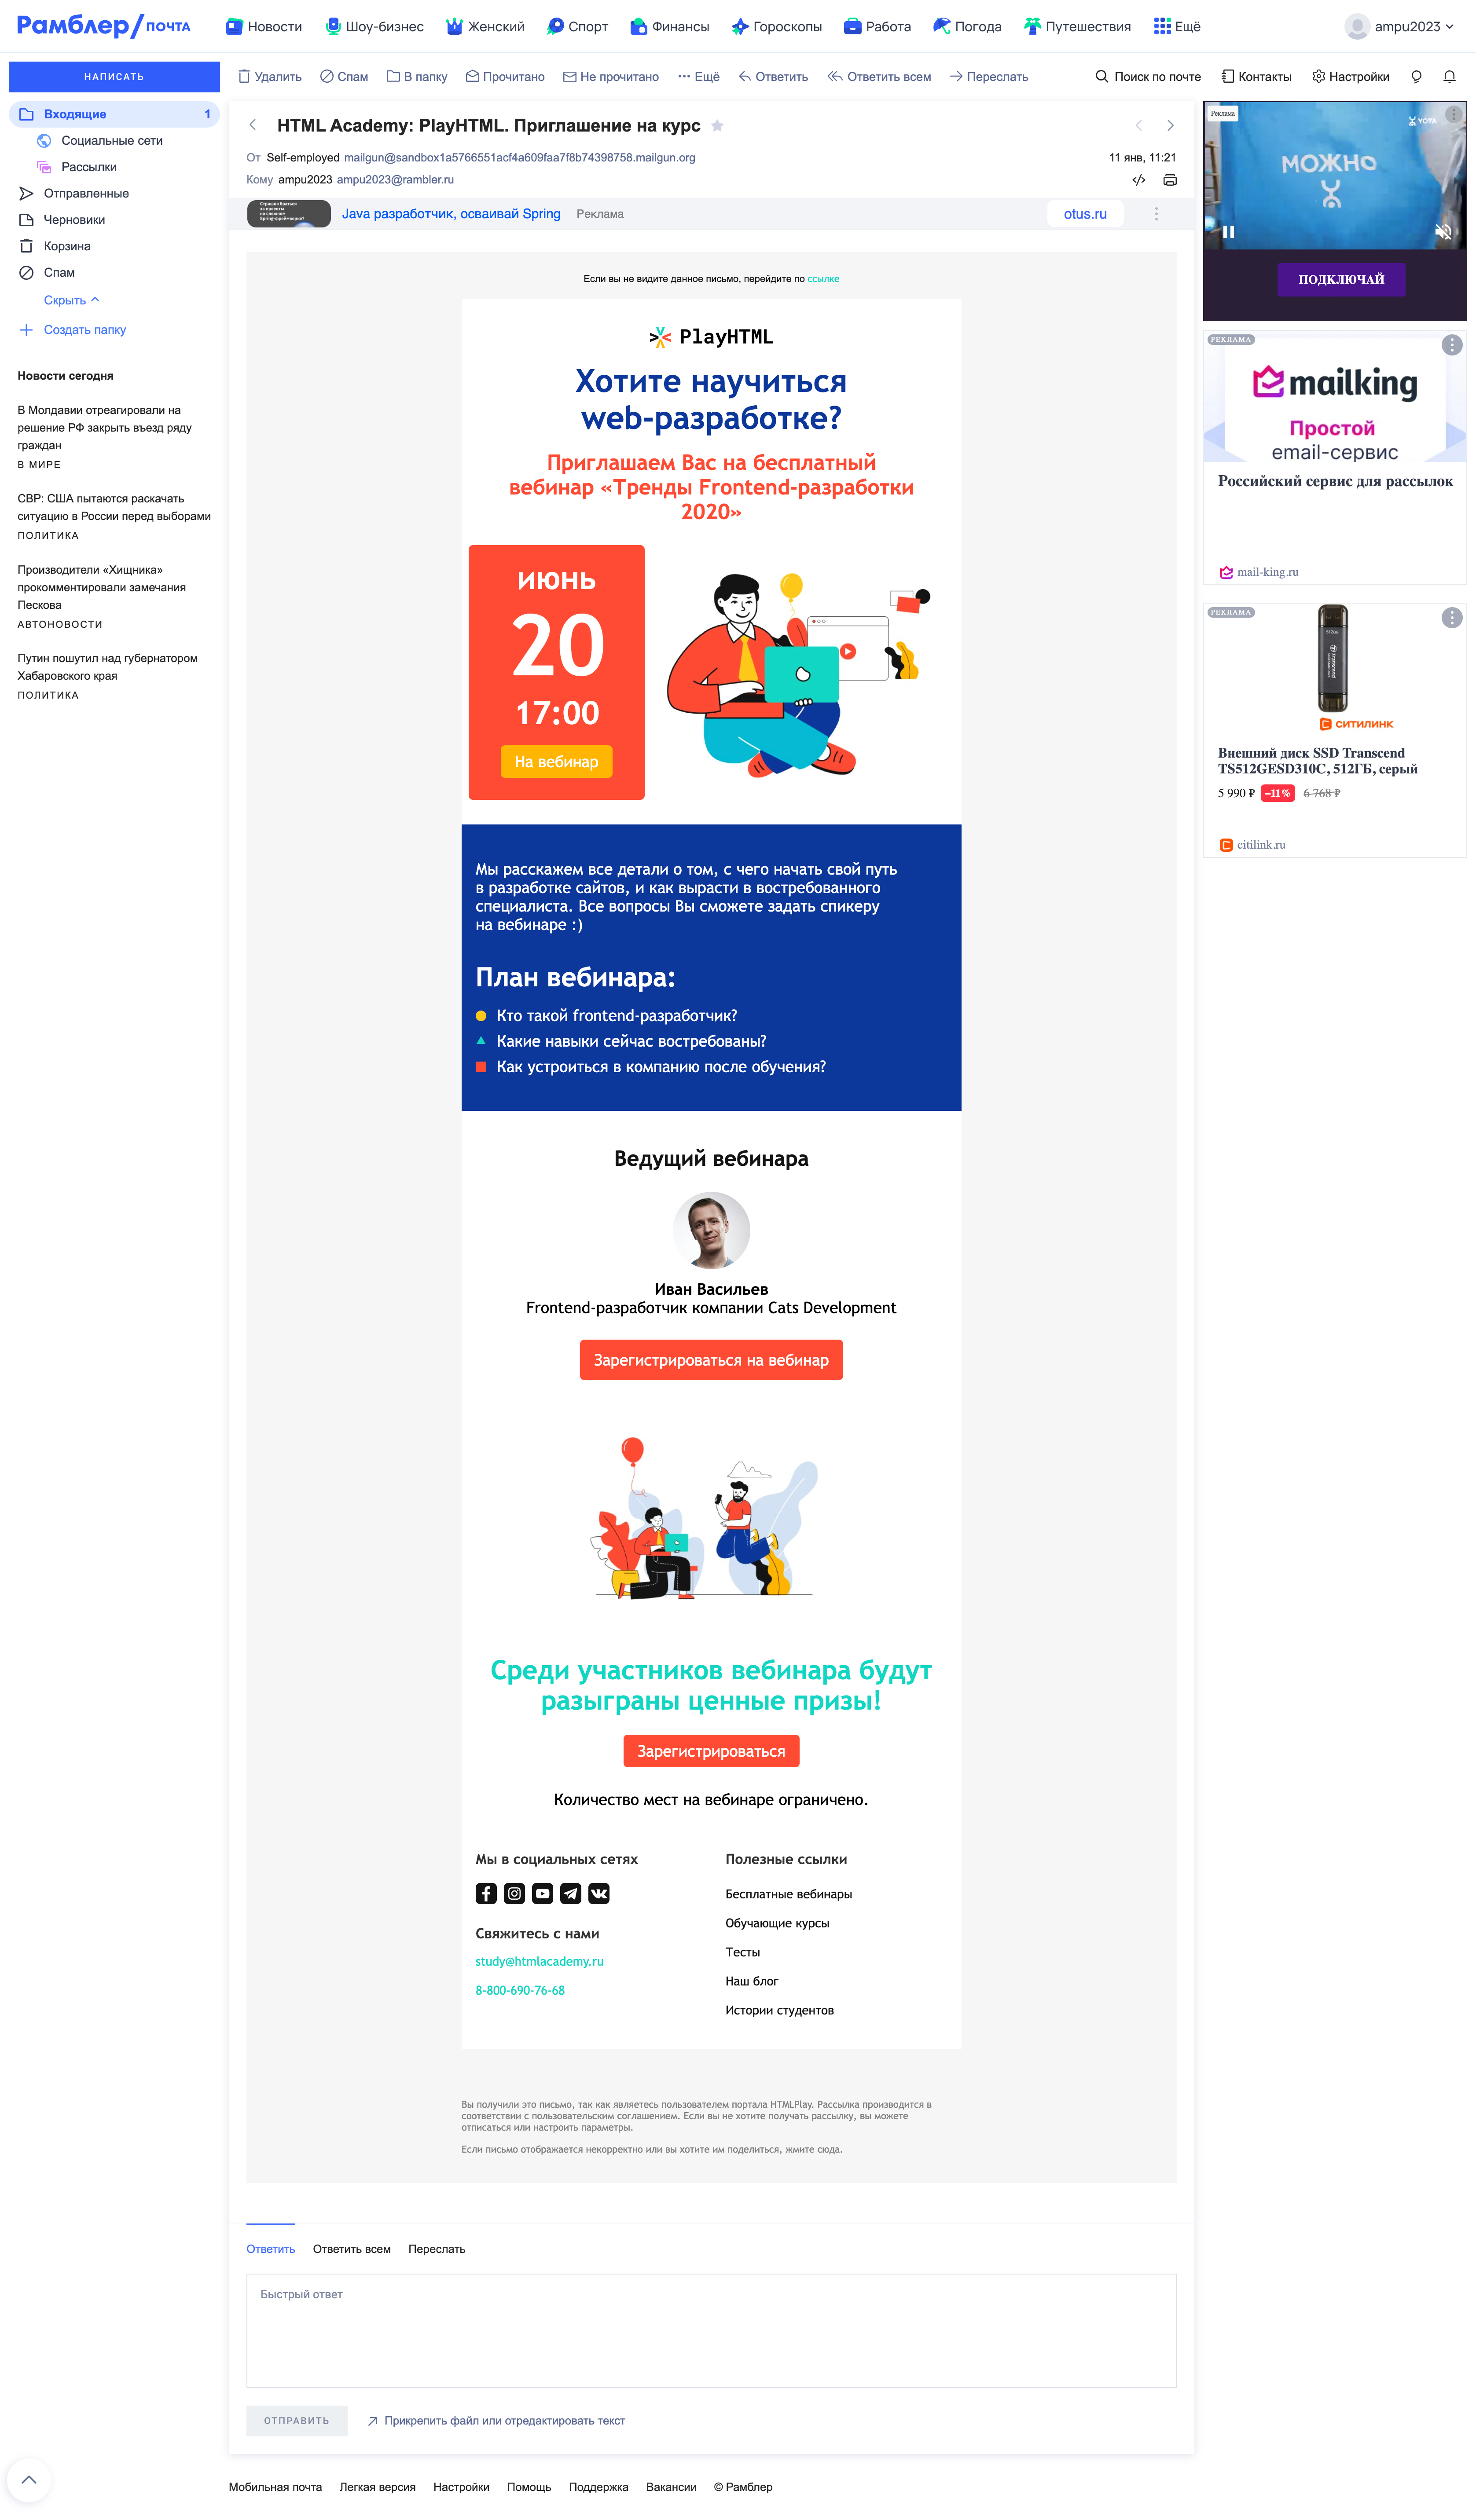 Рамблер/почта
Новости
Шоу-бизнес
Женский
Спорт
Финансы
Гороскопы
Работа
Погода
Путешествия
Ещё
ampu2023
НАПИСАТЬ
Удалить
Спам
В папку
Прочитано
Не прочитано
Ещё
Ответить
Ответить всем
Переслать
Поиск по почте
Контакты
Настройки
Входящие 1
Социальные сети
Рассылки
Отправленные
Черновики
Корзина
Спам
Скрыть
Создать папку
Новости сегодня
В Молдавии отреагировали на
решение РФ закрыть въезд ряду
граждан
В МИРЕ
СВР: США пытаются раскачать
ситуацию в России перед выборами
ПОЛИТИКА
Производители «Хищника»
прокомментировали замечания
Пескова
АВТОНОВОСТИ
Путин пошутил над губернатором
Хабаровского края
ПОЛИТИКА
HTML Academy: PlayHTML. Приглашение на курс
От Self-employed mailgun@sandbox1a5766551acf4a609faa7f8b74398758.mailgun.org
11 янв, 11:21
Кому ampu2023 ampu2023@rambler.ru
Страшно браться
за проекты
на сложном
Spring-фреймворке?
Java разработчик, осваивай Spring
Реклама
otus.ru
Если вы не видите данное письмо, перейдите по ссылке
PlayHTML
Хотите научиться
web-разработке?
Приглашаем Вас на бесплатный
вебинар «Тренды Frontend-разработки
2020»
июнь
20
17:00
На вебинар
Мы расскажем все детали о том, с чего начать свой путь
в разработке сайтов, и как вырасти в востребованного
специалиста. Все вопросы Вы сможете задать спикеру
на вебинаре :)
План вебинара:
Кто такой frontend-разработчик?
Какие навыки сейчас востребованы?
Как устроиться в компанию после обучения?
Ведущий вебинара
Иван Васильев
Frontend-разработчик компании Cats Development
Зарегистрироваться на вебинар
Среди участников вебинара будут
разыграны ценные призы!
Зарегистрироваться
Количество мест на вебинаре ограничено.
Мы в социальных сетях
Свяжитесь с нами
study@htmlacademy.ru
8-800-690-76-68
Полезные ссылки
Бесплатные вебинары
Обучающие курсы
Тесты
Наш блог
Истории студентов
Вы получили это письмо, так как являетесь пользователем портала HTMLPlay. Рассылка производится в
соответствии с пользовательским соглашением. Если вы не хотите получать рассылку, вы можете
отписаться или настроить параметры.
Если письмо отображается некорректно или вы хотите им поделиться, жмите сюда.
Ответить
Ответить всем
Переслать
Быстрый ответ
ОТПРАВИТЬ
Прикрепить файл или отредактировать текст
Реклама
YOTA
МОЖНО
ПОДКЛЮЧАЙ
РЕКЛАМА
mailking
Простой
email-сервис
Российский сервис для рассылок
mail-king.ru
РЕКЛАМА
512GB
Transcend
СИТИЛИНК
Внешний диск SSD Transcend
TS512GESD310C, 512ГБ, серый
5 990 ₽ –11% 6 768 ₽
citilink.ru
Мобильная почта
Легкая версия
Настройки
Помощь
Поддержка
Вакансии
© Рамблер